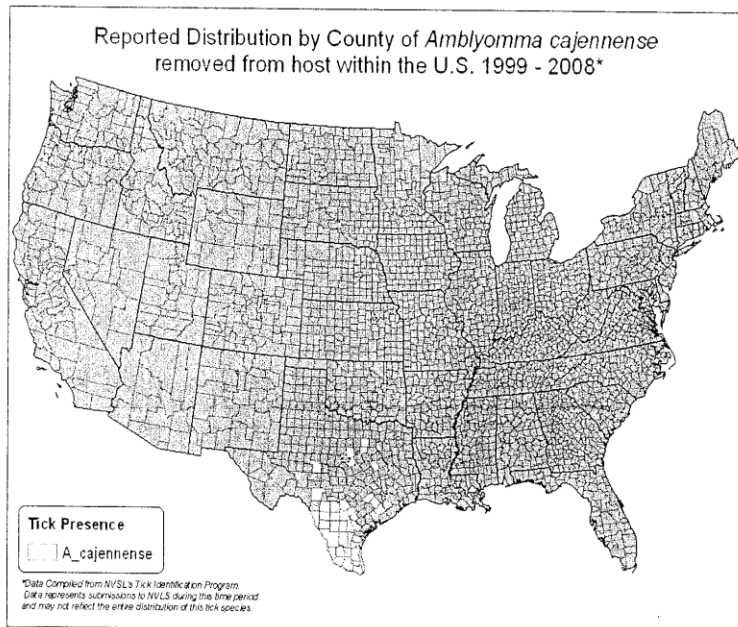 Reported Distribution by County of Amblyomma cajennense
removed from host within the U.S. 1999 - 2008*
Tick Presence
A_cajennense
*Data Compiled from NVSL's Tick Identification Program.
Data represents submissions to NVLS during this time period
and may not reflect the entire distribution of this tick species.